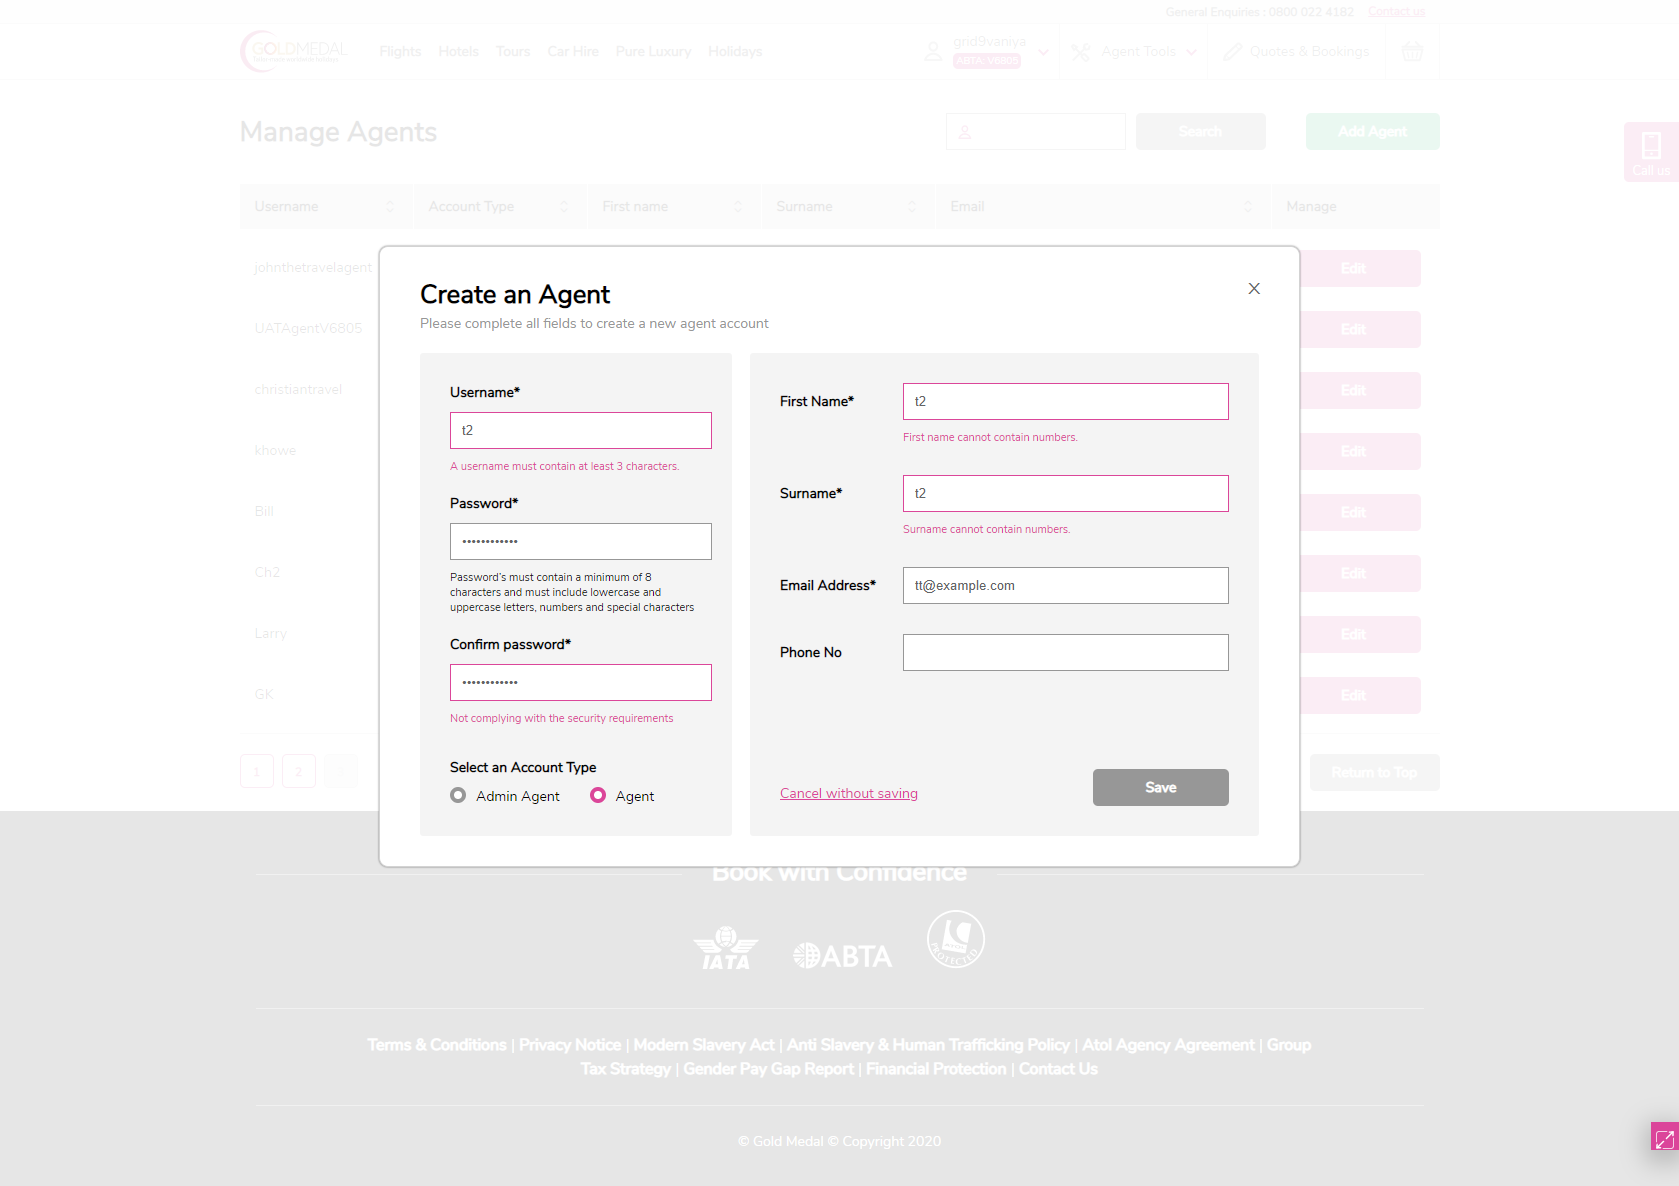 General Enquiries : 0800 022 4182 Contact us
GOLDMEDAL
Flights Hotels Tours Car Hire Pure Luxury Holidays
grid9vaniya
ABTA: V6805
Agent Tools
Quotes & Bookings
Manage Agents
Search
Add Agent
Call us
Username Account Type First name Surname Email Manage
johnthetravelagent Edit
UATAgentV6805 Edit
christiantravel Edit
khowe Edit
Bill Edit
Ch2 Edit
Larry Edit
GK Edit
1 2
Return to Top
Create an Agent
Please complete all fields to create a new agent account
X
Username*
t2
A username must contain at least 3 characters.
Password*
••••••••••••
Password's must contain a minimum of 8
characters and must include lowercase and
uppercase letters, numbers and special characters
Confirm password*
••••••••••••
Not complying with the security requirements
Select an Account Type
Admin Agent Agent
First Name* t2
First name cannot contain numbers.
Surname* t2
Surname cannot contain numbers.
Email Address* tt@example.com
Phone No
Cancel without saving
Save
Book with Confidence
IATA
ABTA
PROTECTED
Terms & Conditions | Privacy Notice | Modern Slavery Act | Anti Slavery & Human Trafficking Policy | Atol Agency Agreement | Group
Tax Strategy | Gender Pay Gap Report | Financial Protection | Contact Us
© Gold Medal © Copyright 2020